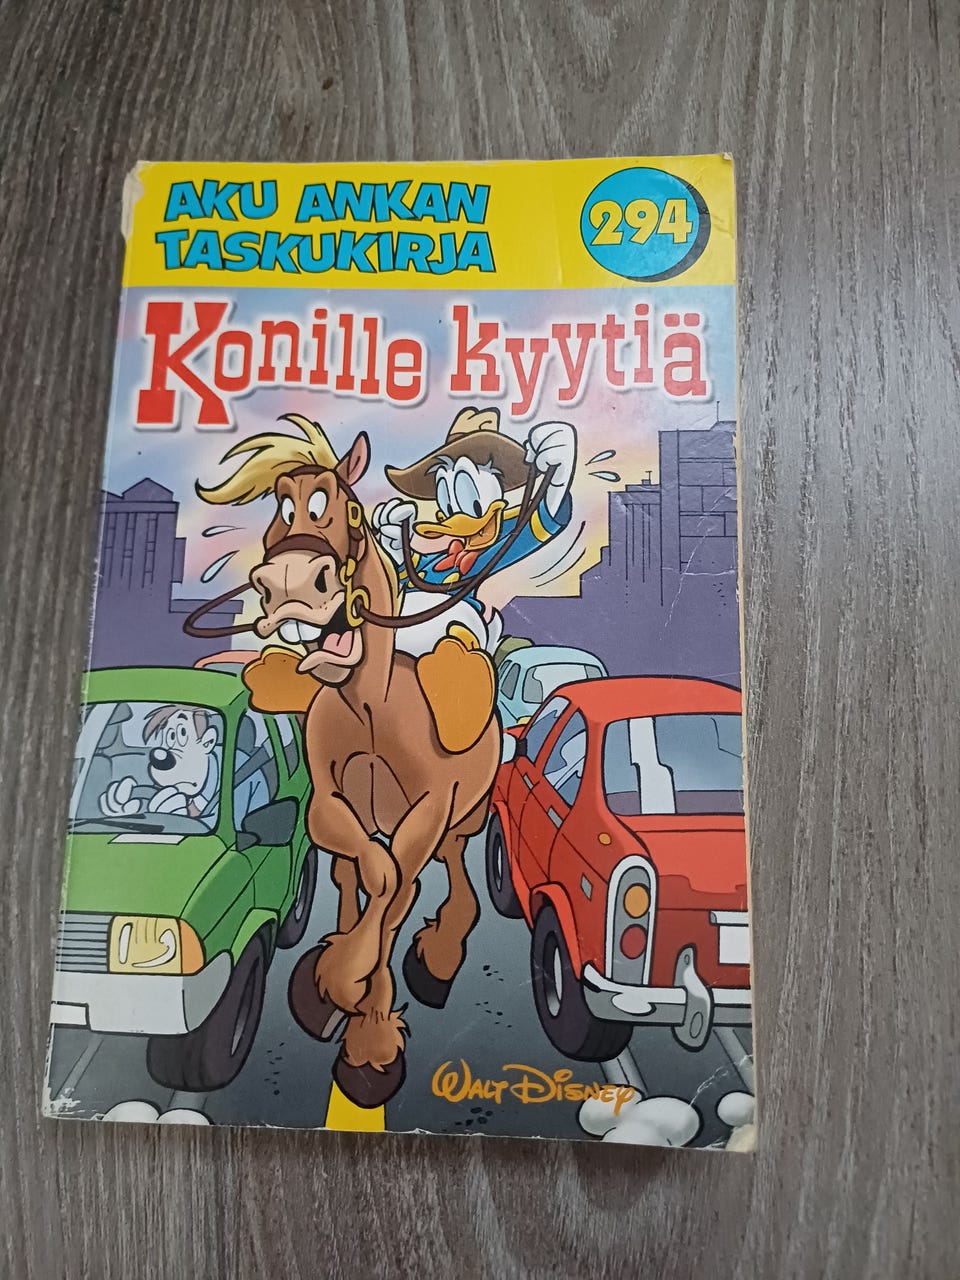 AKU ANKAN
TASKUKIRJA
294
Konille kyytiä
WALT DISNEY